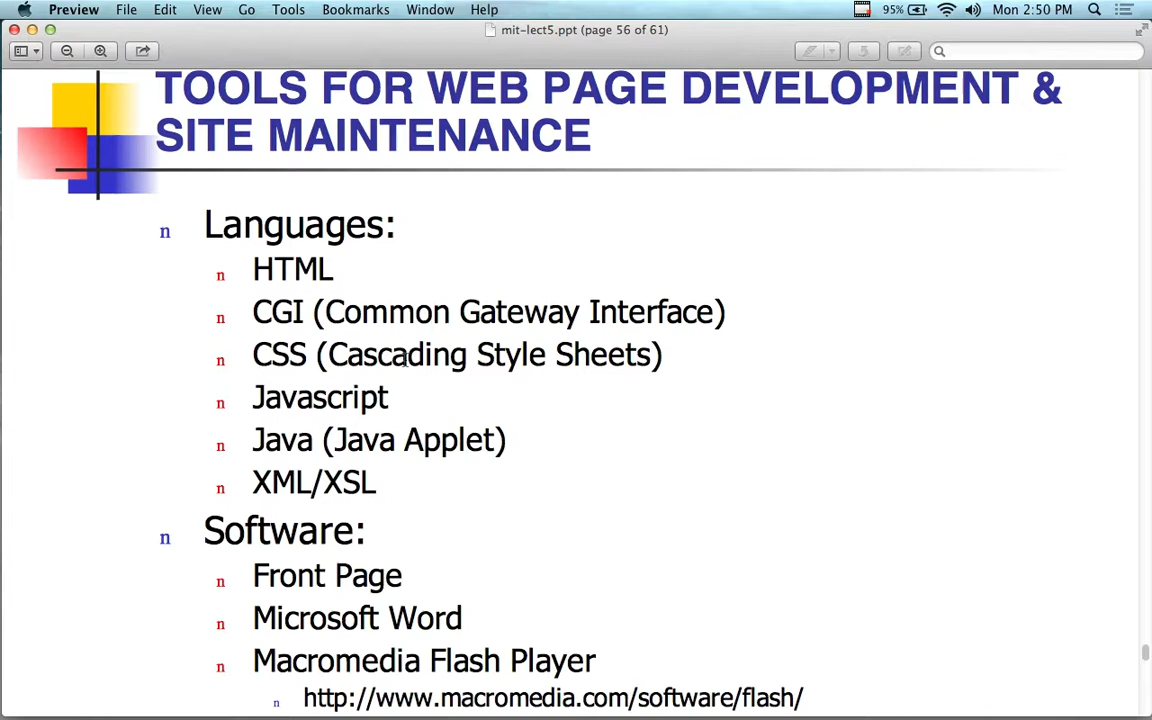 Preview File Edit View Go Tools Bookmarks Window Help 95% Mon 2:50 PM
mit-lect5.ppt (page 56 of 61)
TOOLS FOR WEB PAGE DEVELOPMENT &
SITE MAINTENANCE
n Languages:
n HTML
n CGI (Common Gateway Interface)
n CSS (Cascading Style Sheets)
n Javascript
n Java (Java Applet)
n XML/XSL
n Software:
n Front Page
n Microsoft Word
n Macromedia Flash Player
n http://www.macromedia.com/software/flash/